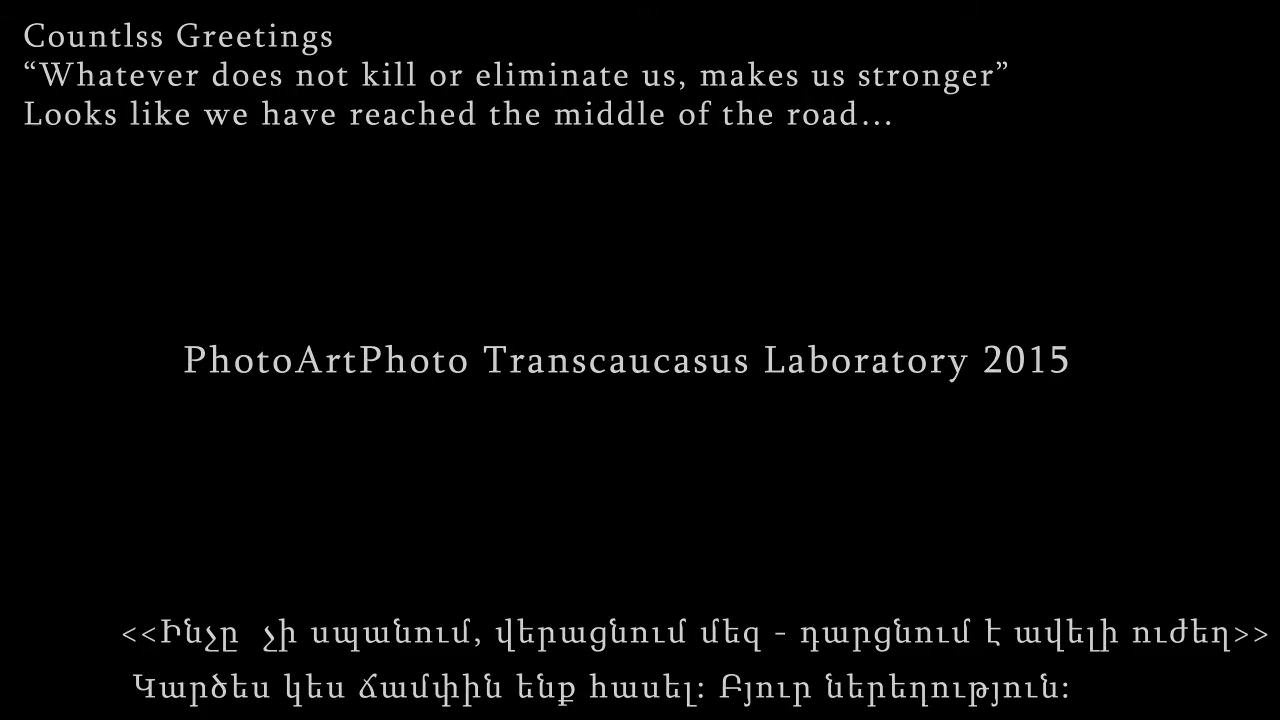 Countlss Greetings
“Whatever does not kill or eliminate us, makes us stronger”
Looks like we have reached the middle of the road...
PhotoArtPhoto Transcaucasus Laboratory 2015
<<Ինչը  չի սպանում, վերացնում մեզ - դարցնում է ավելի ուժեղ>>
Կարծես կես ճամփին ենք հասել: Բյուր ներեղություն: